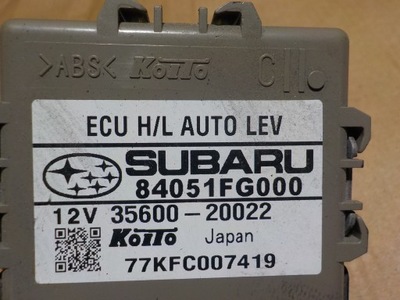 >ABS< KOITO C
ECU H/L AUTO LEV
SUBARU
84051FG000
12V 35600-20022
KOITO Japan
77KFC007419